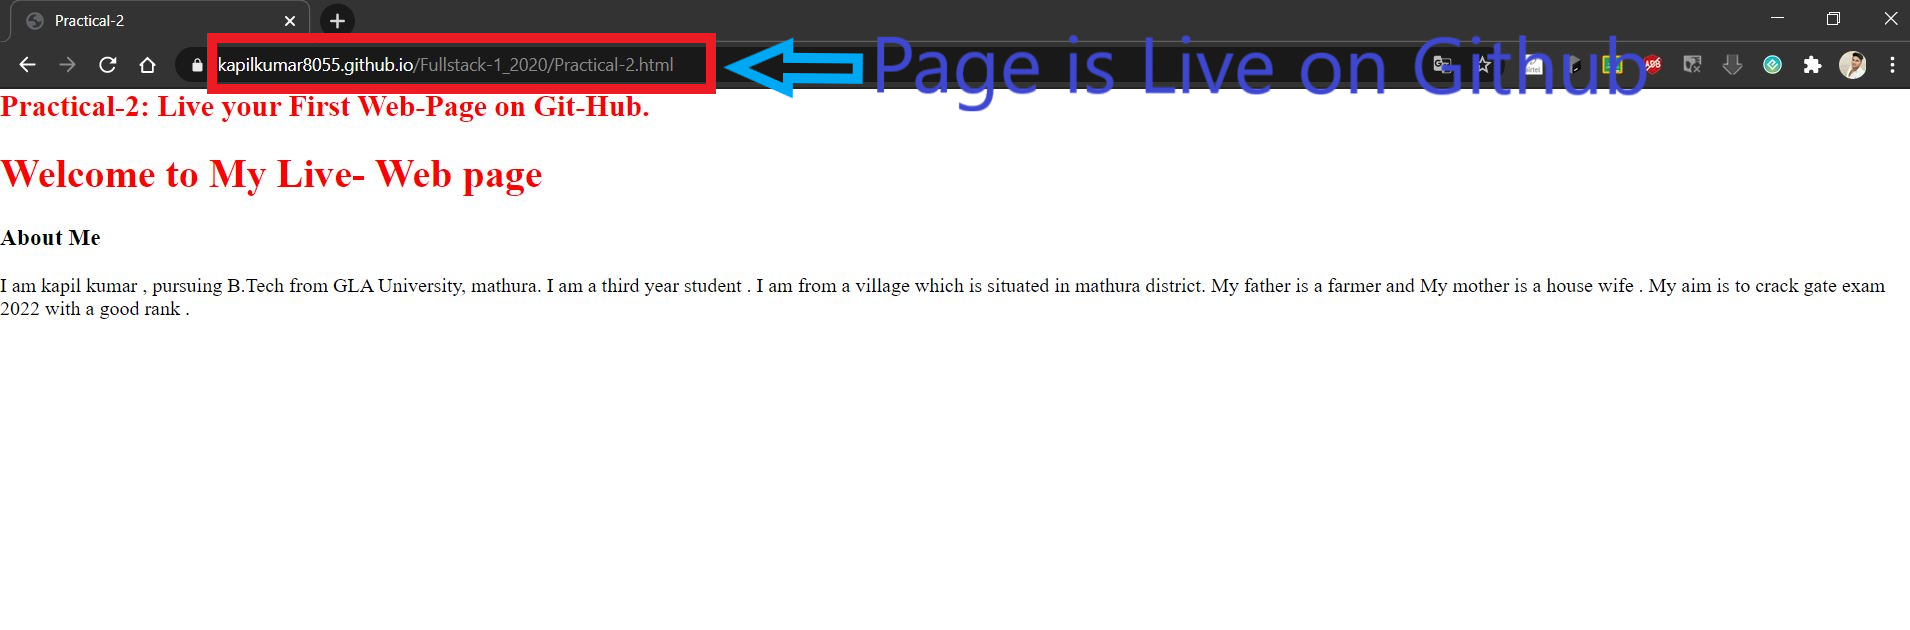 Practical-2
kapilkumar8055.github.io/Fullstack-1_2020/Practical-2.html
Page is Live on Github
Practical-2: Live your First Web-Page on Git-Hub.
Welcome to My Live- Web page
About Me
I am kapil kumar , pursuing B.Tech from GLA University, mathura. I am a third year student . I am from a village which is situated in mathura district. My father is a farmer and My mother is a house wife . My aim is to crack gate exam
2022 with a good rank .